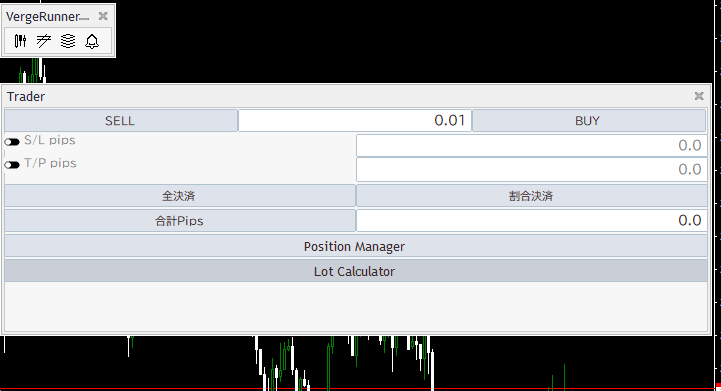 VergeRunner...
Trader
SELL 0.01 BUY
S/L pips 0.0
T/P pips 0.0
全決済 割合決済
合計Pips 0.0
Position Manager
Lot Calculator